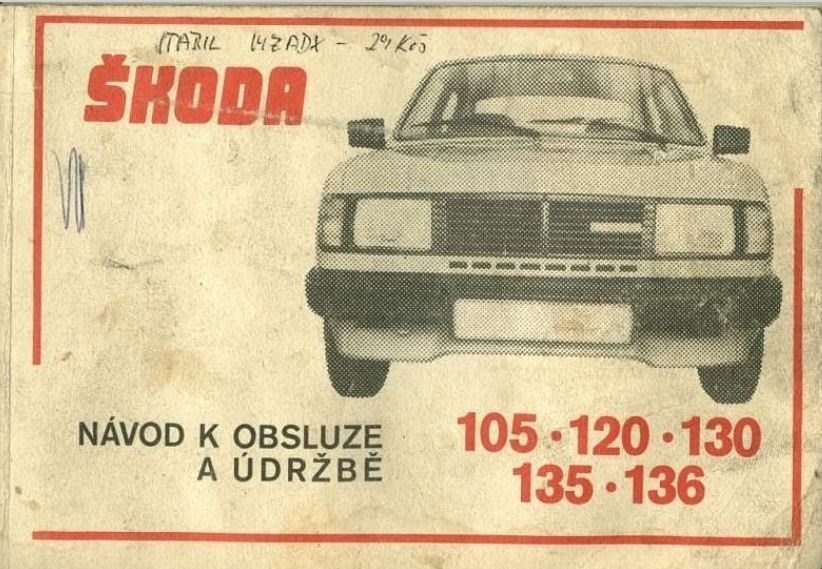 ŠKODA
NÁVOD K OBSLUZE
A ÚDRŽBĚ
105 · 120 · 130
135 · 136